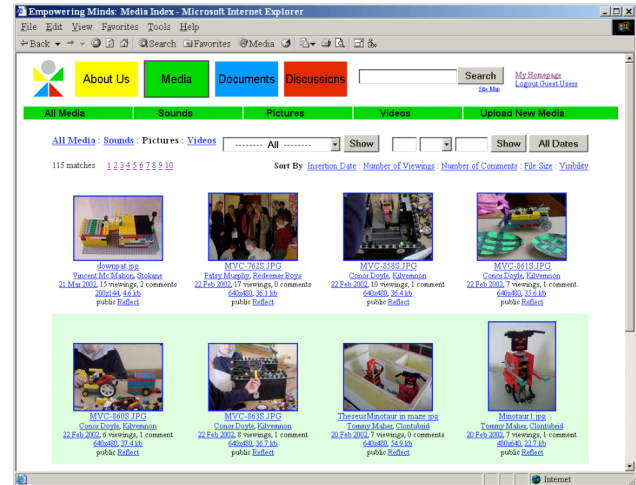 Empowering Minds: Media Index - Microsoft Internet Explorer
File Edit View Favorites Tools Help
Back Search Favorites Media
About Us Media Documents Discussions Search My Homepage
Site Map Logout Guest Users
All Media Sounds Pictures Videos Upload New Media
All Media : Sounds : Pictures : Videos -------- All -------- Show Show All Dates
115 matches 1 2 3 4 5 6 7 8 9 10 Sort By Insertion Date : Number of Viewings : Number of Comments : File Size : Visibility
downpat.jpg MVC-762S.JPG MVC-858S.JPG MVC-861S.JPG
Vincent Mc Mahon, Stokane Patsy Murphy, Redeemer Boys Conor Doyle, Kilvemnon Conor Doyle, Kilvemnon
21 Mar 2002, 15 viewings, 2 comments 22 Feb 2002, 17 viewings, 0 comments 22 Feb 2002, 10 viewings, 1 comment 22 Feb 2002, 7 viewings, 1 comment
200x144, 4.6 kb 640x480, 36.1 kb 640x480, 36.4 kb 640x480, 35.6 kb
public Reflect public Reflect public Reflect public Reflect
MVC-860S.JPG MVC-863S.JPG TheseusMinotaur in maze.jpg Minotaur1.jpg
Conor Doyle, Kilvemnon Conor Doyle, Kilvemnon Tommy Maher, Clontubrid Tommy Maher, Clontubrid
22 Feb 2002, 6 viewings, 1 comment 22 Feb 2002, 8 viewings, 1 comment 20 Feb 2002, 7 viewings, 0 comments 20 Feb 2002, 7 viewings, 1 comment
640x480, 37.4 kb 640x480, 36.7 kb 640x480, 54.9 kb 480x640, 22.7 kb
public Reflect public Reflect public Reflect public Reflect
Internet